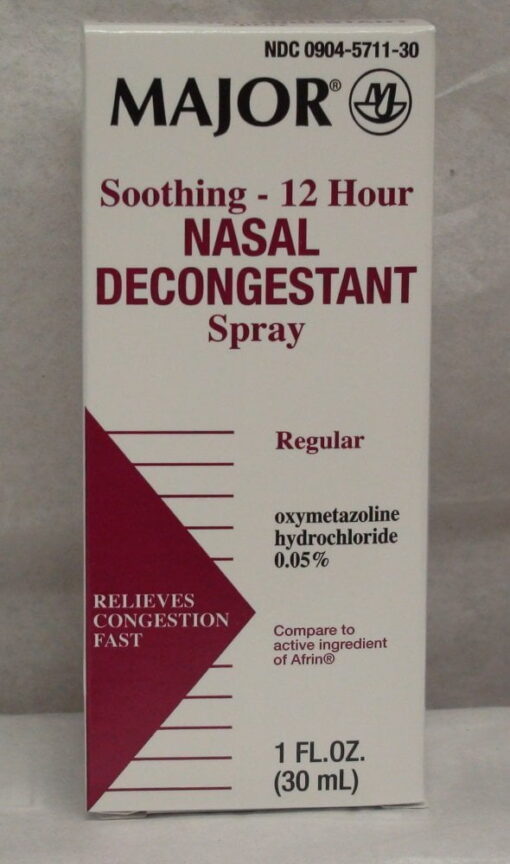 NDC 0904-5711-30
MAJOR®
Soothing - 12 Hour
NASAL
DECONGESTANT
Spray
Regular
oxymetazoline
hydrochloride
0.05%
RELIEVES
CONGESTION
FAST
Compare to
active ingredient
of Afrin®
1 FL.OZ.
(30 mL)